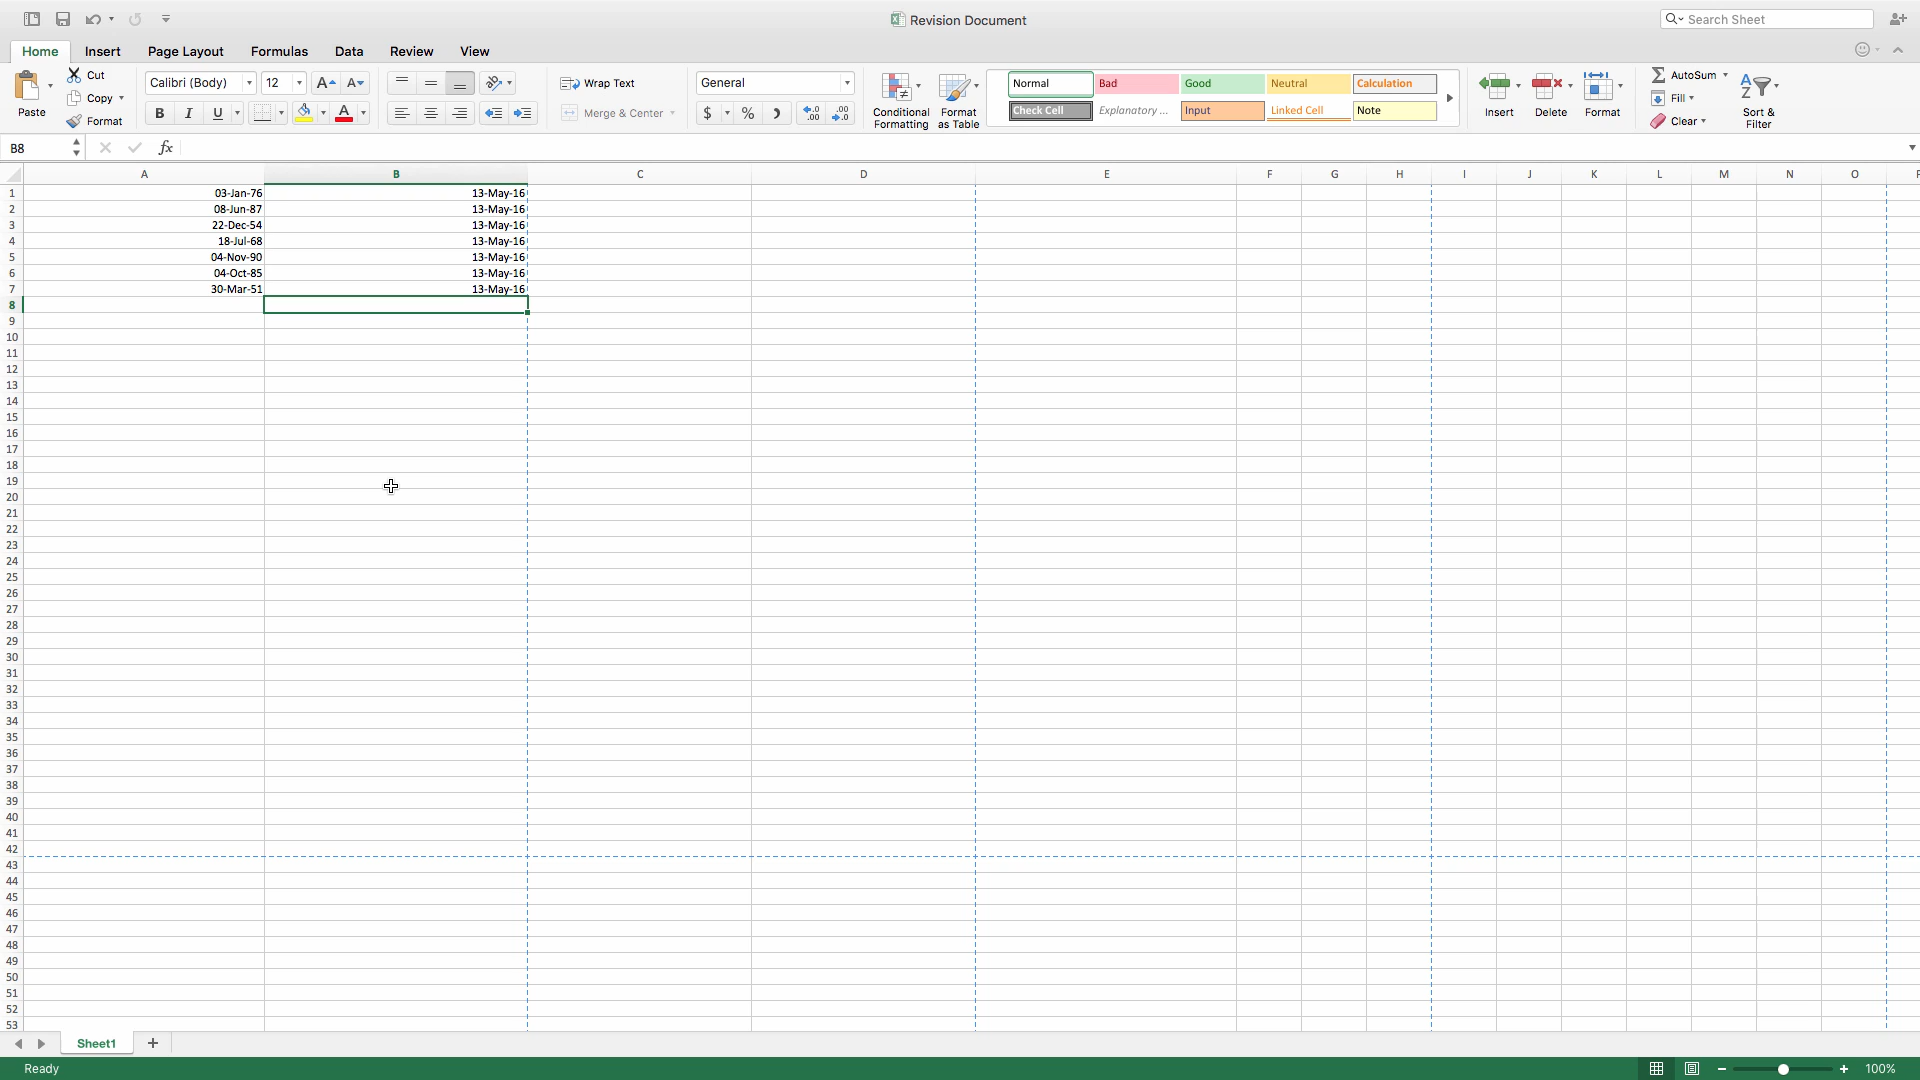 Revision Document
Search Sheet
Home Insert Page Layout Formulas Data Review View
Paste
Cut
Copy
Format
Calibri (Body) 12
A A
B I U A
Wrap Text
Merge & Center
General
$ % .0 .00 .00 .0
Conditional Formatting
Format as Table
Normal Bad Good Neutral Calculation
Check Cell Explanatory ... Input Linked Cell Note
Insert Delete Format
AutoSum
Fill
Clear
Sort & Filter
B8 fx
A B C D E F G H I J K L M N O
1 03-Jan-76 13-May-16
2 08-Jun-87 13-May-16
3 22-Dec-54 13-May-16
4 18-Jul-68 13-May-16
5 04-Nov-90 13-May-16
6 04-Oct-85 13-May-16
7 30-Mar-51 13-May-16
8
9
10
11
12
13
14
15
16
17
18
19
20
21
22
23
24
25
26
27
28
29
30
31
32
33
34
35
36
37
38
39
40
41
42
43
44
45
46
47
48
49
50
51
52
53
Sheet1
Ready 100%